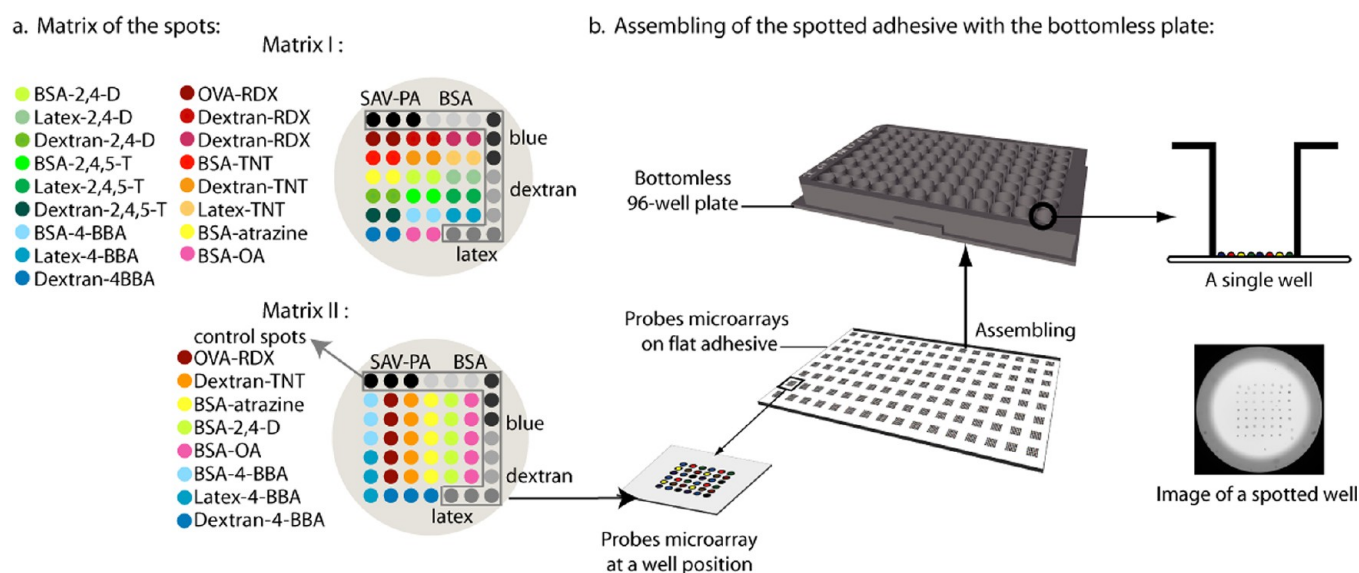 a. Matrix of the spots:
Matrix I :
BSA-2,4-D
Latex-2,4-D
Dextran-2,4-D
BSA-2,4,5-T
Latex-2,4,5-T
Dextran-2,4,5-T
BSA-4-BBA
Latex-4-BBA
Dextran-4BBA
OVA-RDX
Dextran-RDX
Dextran-RDX
BSA-TNT
Dextran-TNT
Latex-TNT
BSA-atrazine
BSA-OA
SAV-PA BSA
blue
dextran
latex
Matrix II :
control spots
OVA-RDX
Dextran-TNT
BSA-atrazine
BSA-2,4-D
BSA-OA
BSA-4-BBA
Latex-4-BBA
Dextran-4-BBA
SAV-PA BSA
blue
dextran
latex
b. Assembling of the spotted adhesive with the bottomless plate:
Bottomless
96-well plate
A single well
Probes microarrays
on flat adhesive
Assembling
Probes microarray
at a well position
Image of a spotted well